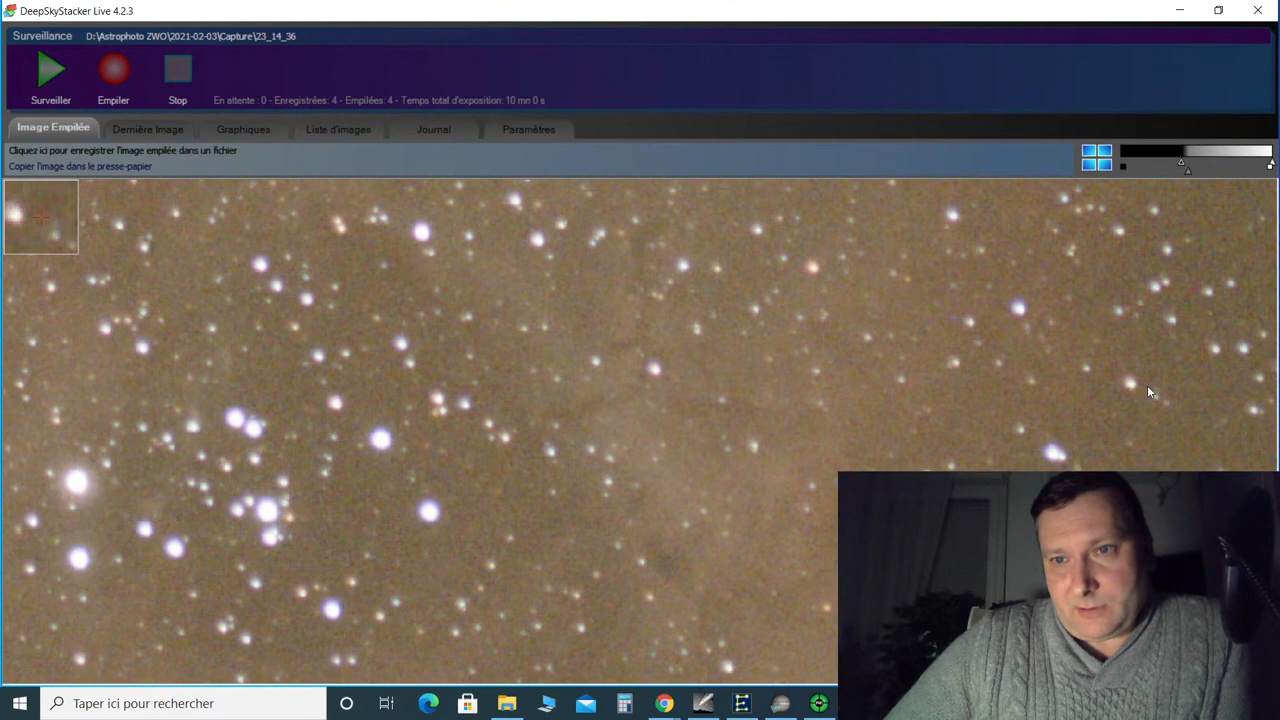 DeepSkyStacker Live 4.2.3
Surveillance D:\Astrophoto ZWO\2021-02-03\Capture\23_14_36
Surveiller Empiler Stop En attente : 0 - Enregistrées: 4 - Empilées: 4 - Temps total d'exposition: 10 mn 0 s
Image Empilée Dernière Image Graphiques Liste d'images Journal Paramètres
Cliquez ici pour enregistrer l'image empilée dans un fichier
Copier l'image dans le presse-papier
Taper ici pour rechercher